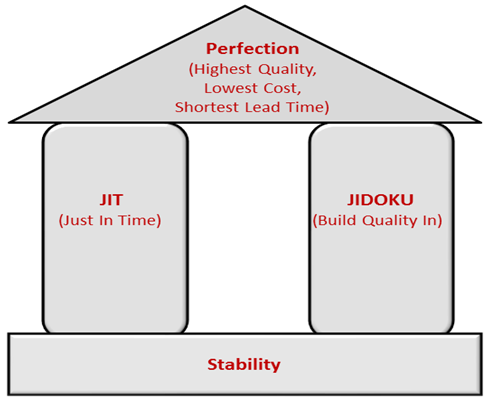 Perfection
(Highest Quality,
Lowest Cost,
Shortest Lead Time)
JIT
(Just In Time)
JIDOKU
(Build Quality In)
Stability